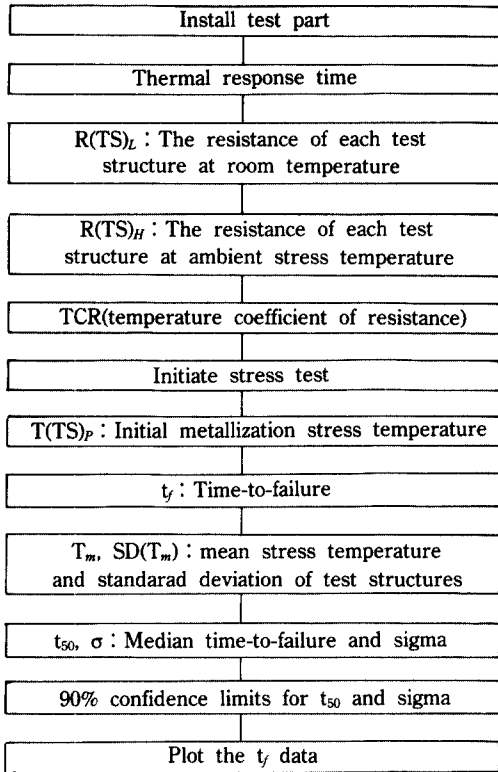 Install test part
Thermal response time
R(TS)L : The resistance of each test
structure at room temperature
R(TS)H : The resistance of each test
structure at ambient stress temperature
TCR(temperature coefficient of resistance)
Initiate stress test
T(TS)P : Initial metallization stress temperature
tf : Time-to-failure
Tm, SD(Tm) : mean stress temperature
and standarad deviation of test structures
t50, σ : Median time-to-failure and sigma
90% confidence limits for t50 and sigma
Plot the tf data